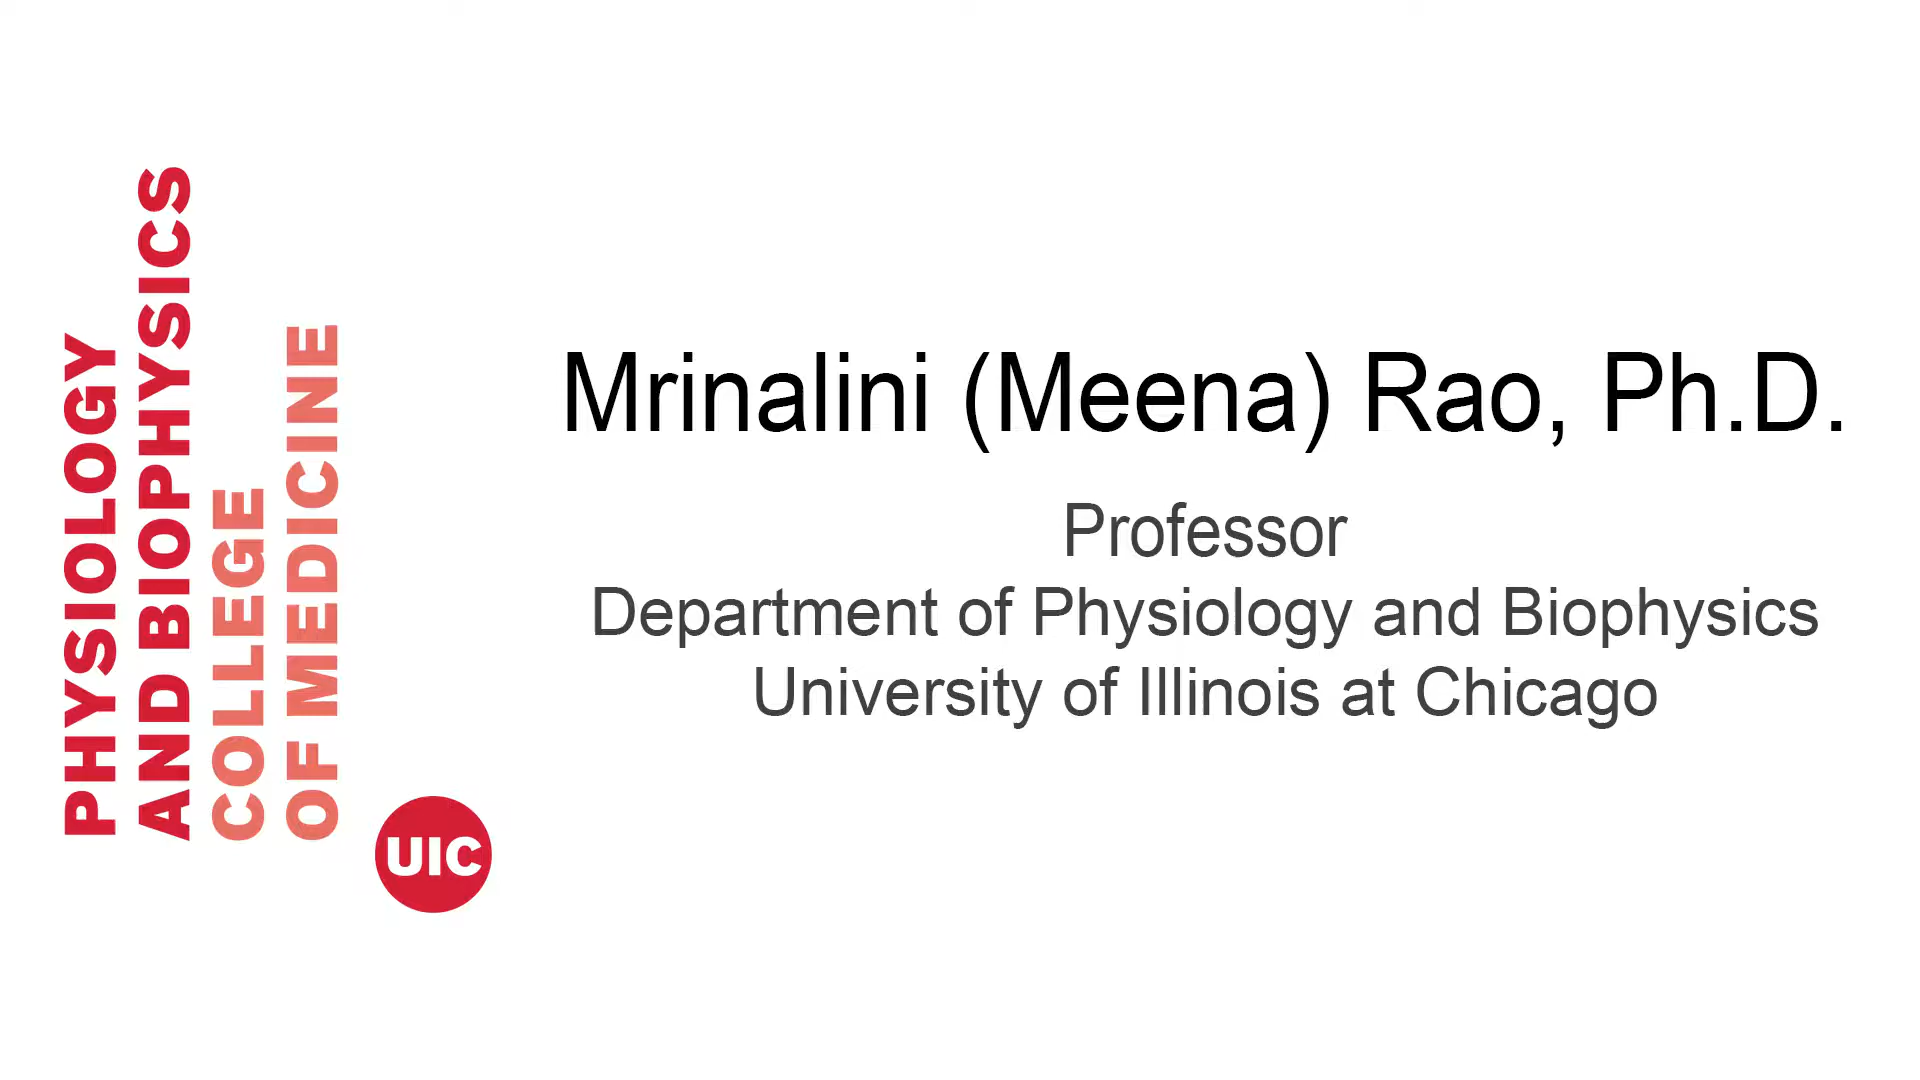 PHYSIOLOGY
AND BIOPHYSICS
COLLEGE
OF MEDICINE
UIC
Mrinalini (Meena) Rao, Ph.D.
Professor
Department of Physiology and Biophysics
University of Illinois at Chicago